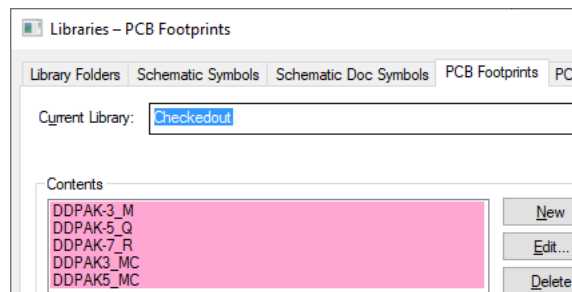 Libraries – PCB Footprints
Library Folders Schematic Symbols Schematic Doc Symbols PCB Footprints PC
Current Library: Checkedout
Contents
DDPAK-3_M
DDPAK-5_Q
DDPAK-7_R
DDPAK3_MC
DDPAK5_MC
New
Edit...
Delete